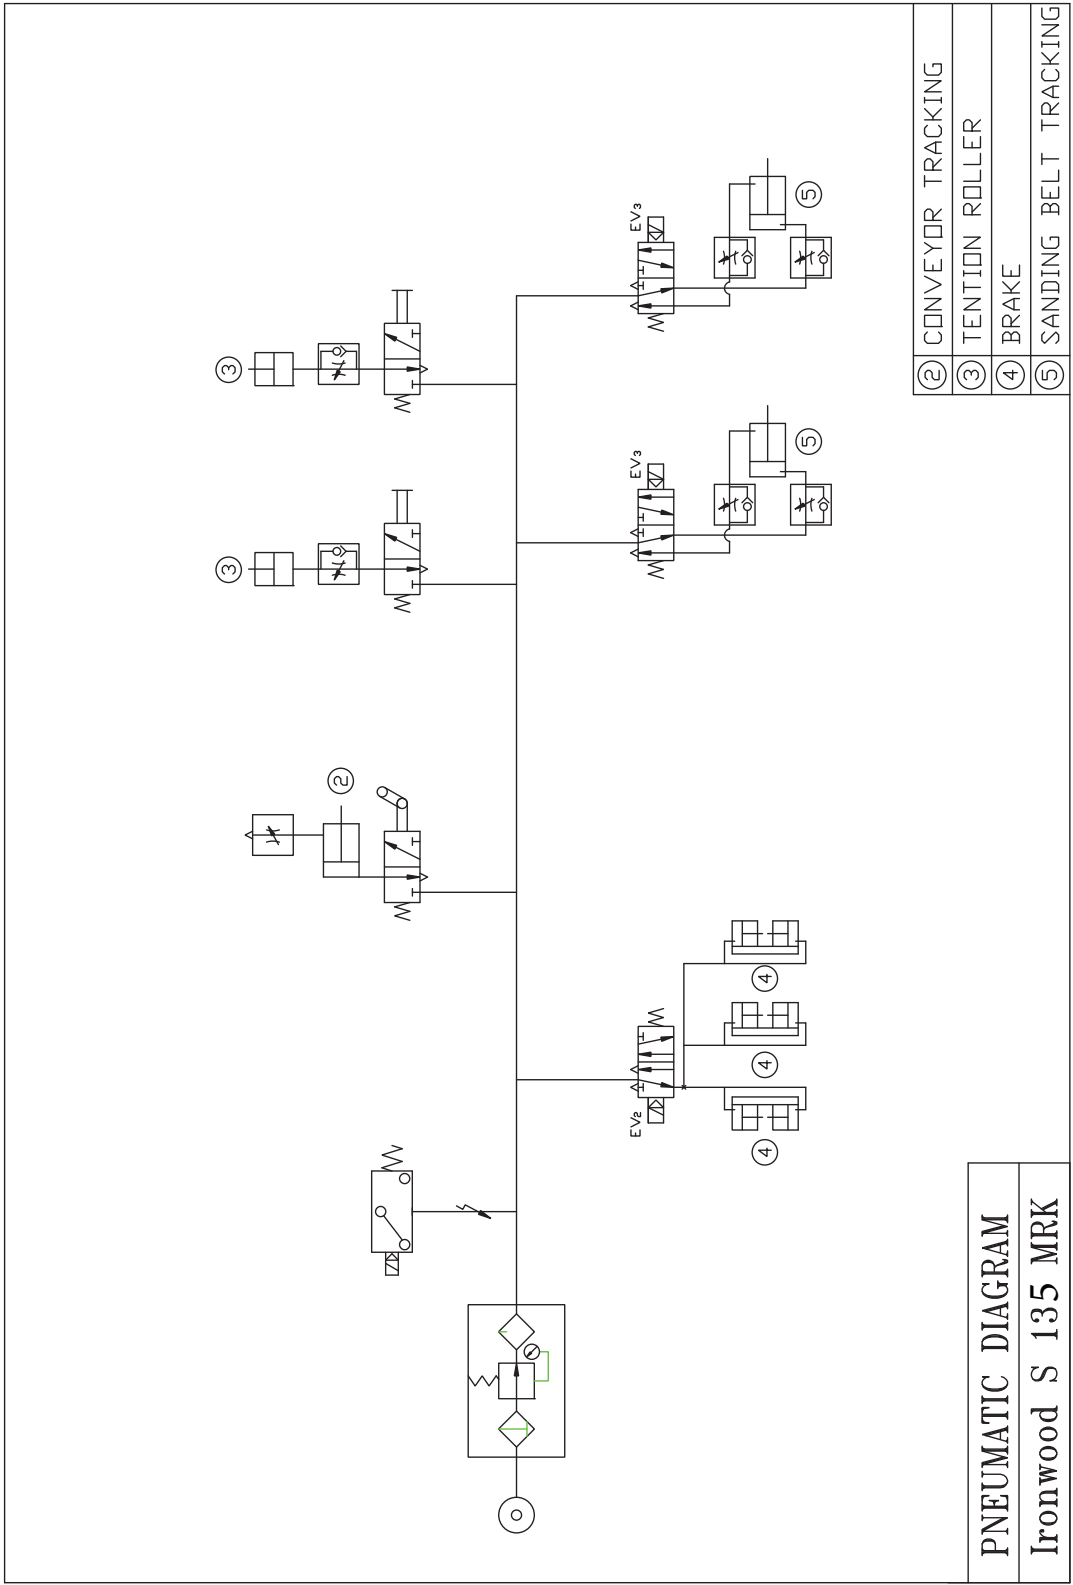 3
3
2
EV3
5
EV3
5
EV2
4
4
4
2 CONVEYOR TRACKING
3 TENTION ROLLER
4 BRAKE
5 SANDING BELT TRACKING
PNEUMATIC DIAGRAM
Ironwood S 135 MRK